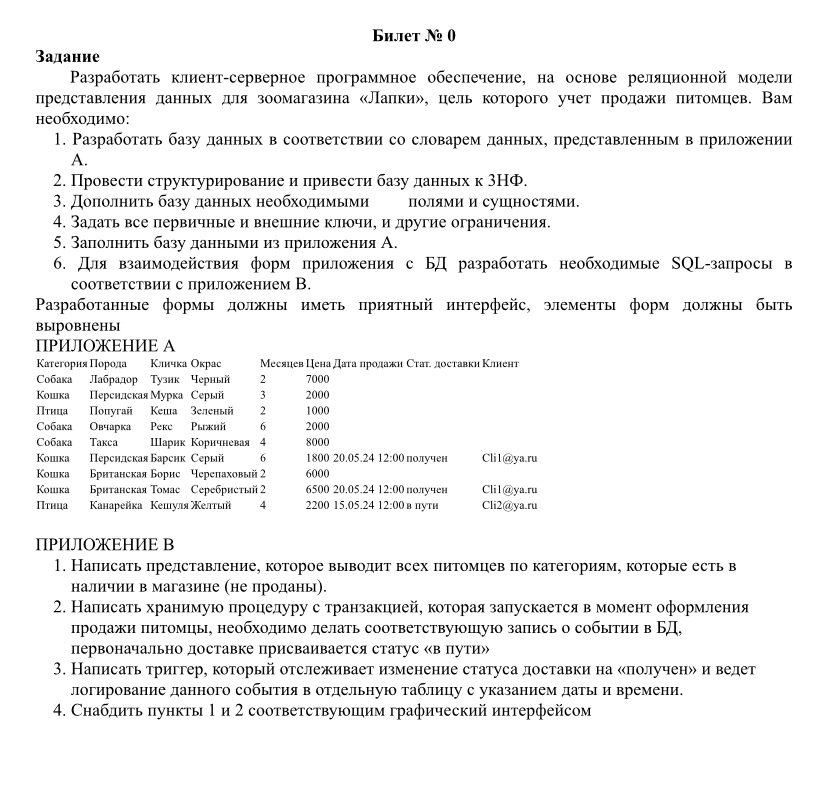 Билет № 0
Задание
Разработать клиент-серверное программное обеспечение, на основе реляционной модели
представления данных для зоомагазина «Лапки», цель которого учет продажи питомцев. Вам
необходимо:
1. Разработать базу данных в соответствии со словарем данных, представленным в приложении
А.
2. Провести структурирование и привести базу данных к 3НФ.
3. Дополнить базу данных необходимыми полями и сущностями.
4. Задать все первичные и внешние ключи, и другие ограничения.
5. Заполнить базу данными из приложения А.
6. Для взаимодействия форм приложения с БД разработать необходимые SQL-запросы в
соответствии с приложением В.
Разработанные формы должны иметь приятный интерфейс, элементы форм должны быть
выровнены
ПРИЛОЖЕНИЕ А
Категория Порода Кличка Окрас Месяцев Цена Дата продажи Стат. доставки Клиент
Собака Лабрадор Тузик Черный 2 7000
Кошка Персидская Мурка Серый 3 2000
Птица Попугай Кеша Зеленый 2 1000
Собака Овчарка Рекс Рыжий 6 2000
Собака Такса Шарик Коричневая 4 8000
Кошка Персидская Барсик Серый 6 1800 20.05.24 12:00 получен Cli1@ya.ru
Кошка Британская Борис Черепаховый 2 6000
Кошка Британская Томас Серебристый 2 6500 20.05.24 12:00 получен Cli1@ya.ru
Птица Канарейка Кешуля Желтый 4 2200 15.05.24 12:00 в пути Cli2@ya.ru
ПРИЛОЖЕНИЕ В
1. Написать представление, которое выводит всех питомцев по категориям, которые есть в
наличии в магазине (не проданы).
2. Написать хранимую процедуру с транзакцией, которая запускается в момент оформления
продажи питомцы, необходимо делать соответствующую запись о событии в БД,
первоначально доставке присваивается статус «в пути»
3. Написать триггер, который отслеживает изменение статуса доставки на «получен» и ведет
логирование данного события в отдельную таблицу с указанием даты и времени.
4. Снабдить пункты 1 и 2 соответствующим графический интерфейсом